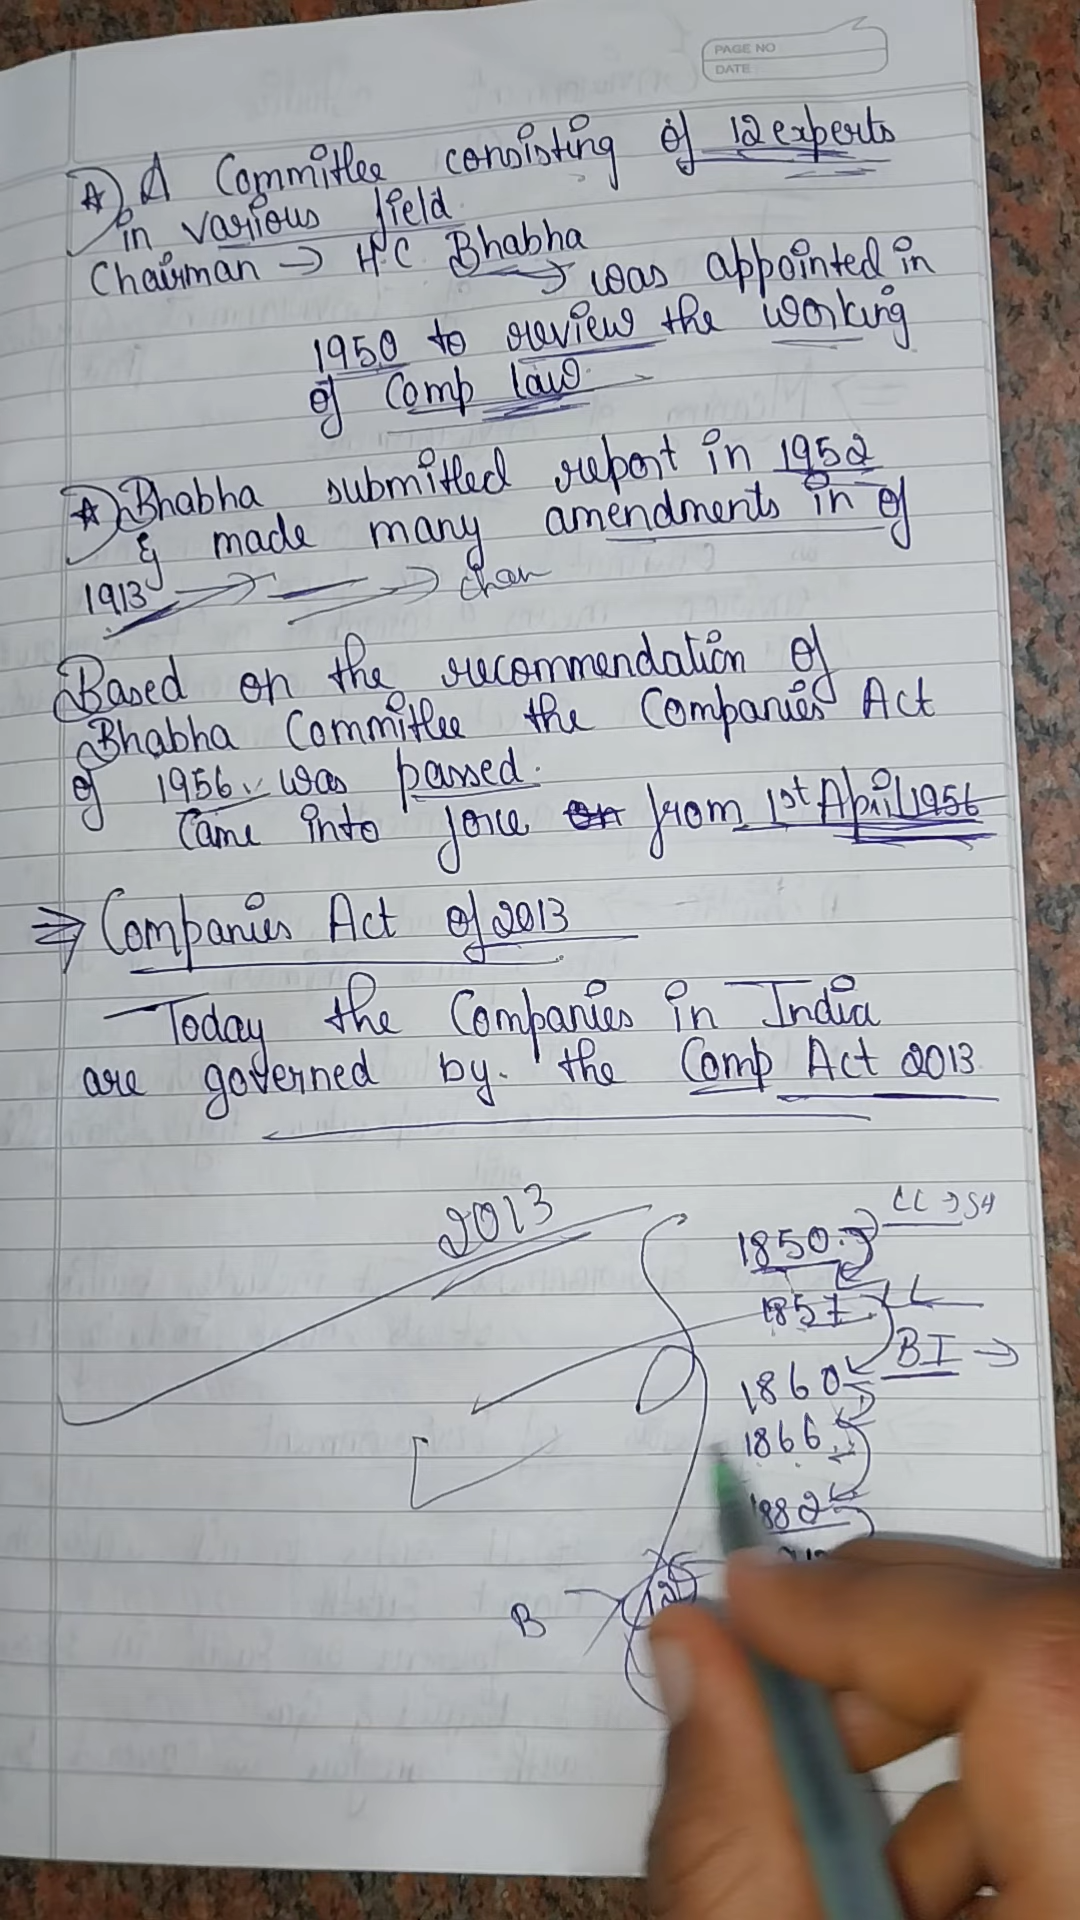 PAGE NO
DATE
A Committee consisting of 12 experts
in various field
Chairman → H.C. Bhabha
→ was appointed in
1950 to review the working
of Comp law.
Bhabha submitted report in 1952
& made many amendments in of
1913 → → chan
Based on the recommendation of
Bhabha Committee the Companies Act
of 1956 was passed.
Came into force from 1st April 1956
⇒ Companies Act of 2013
Today the Companies in India
are governed by the Comp Act 2013
2013
1850 CC → SH
1857 LL
1860 BI →
1866
1882
B